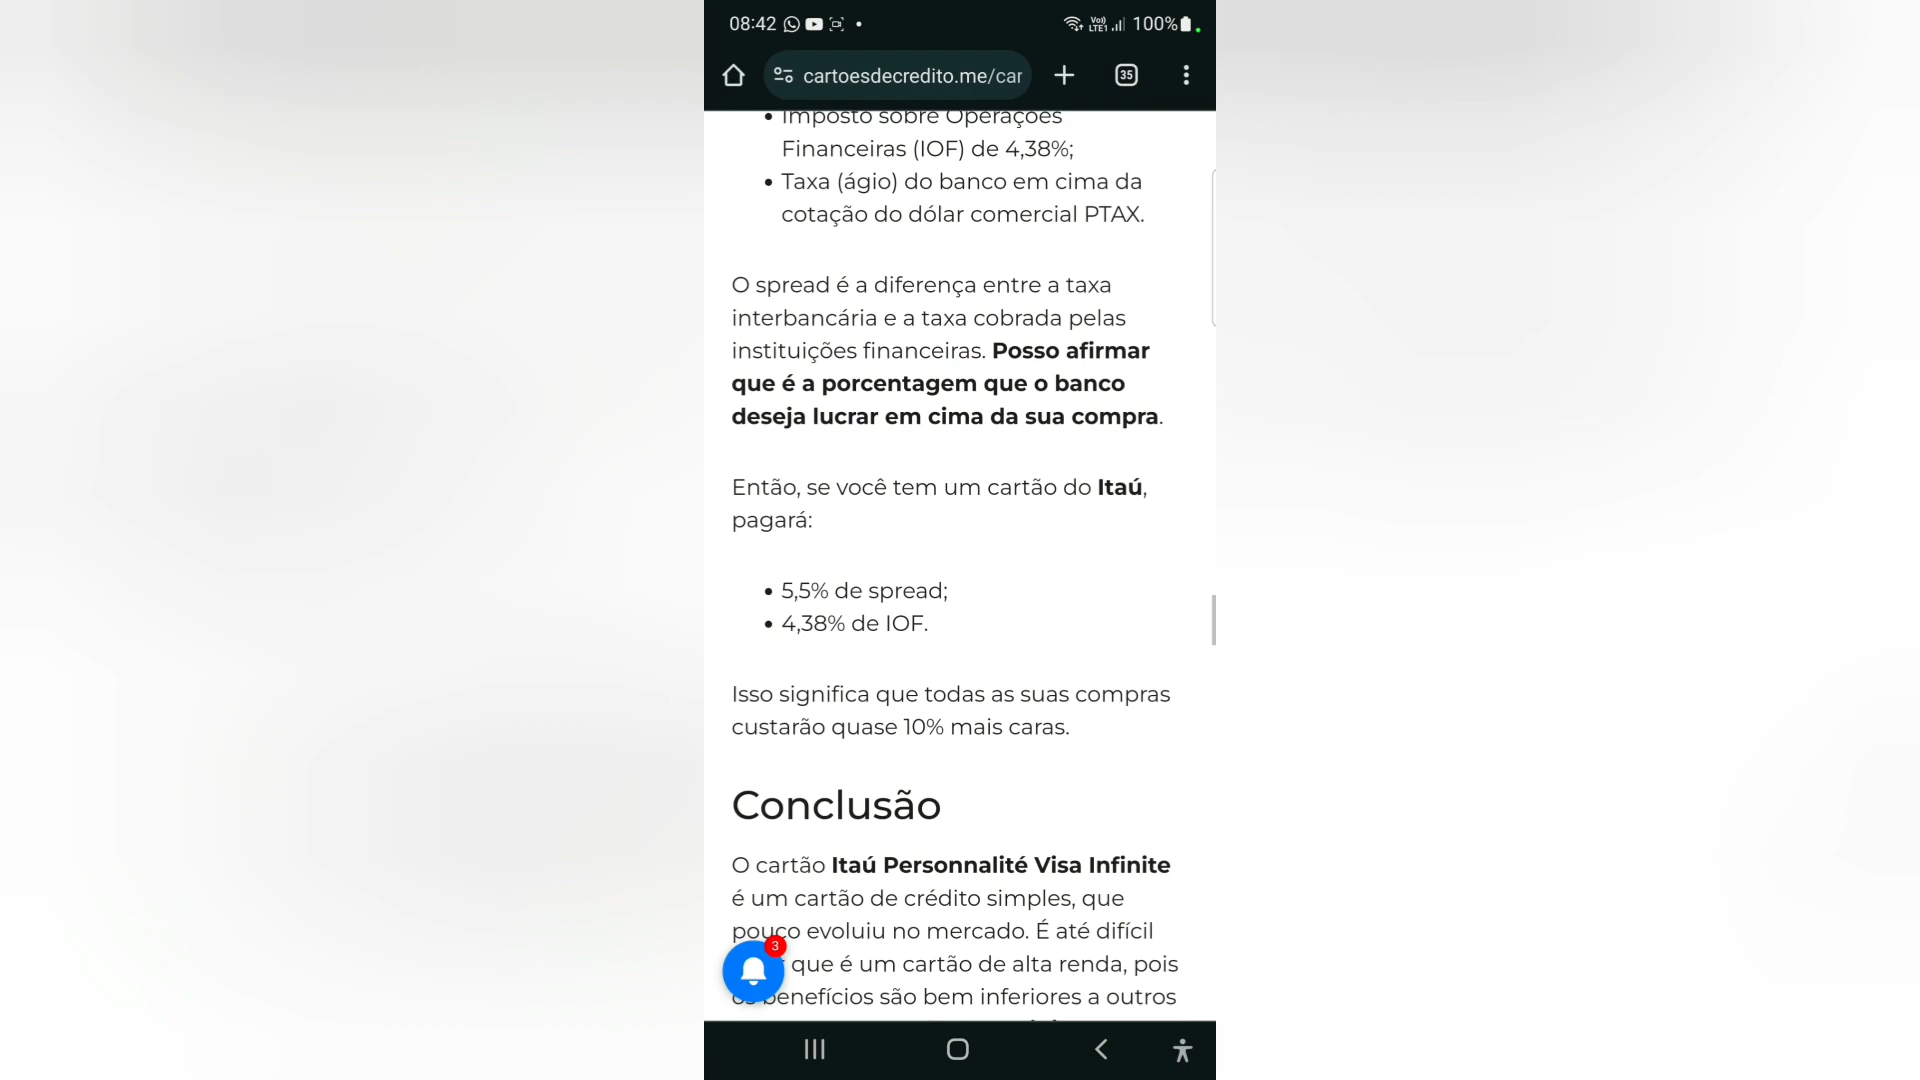 08:42
Vo)) LTE1 100%
cartoesdecredito.me/car
35
Imposto sobre Operações
Financeiras (IOF) de 4,38%;
Taxa (ágio) do banco em cima da
cotação do dólar comercial PTAX.
O spread é a diferença entre a taxa
interbancária e a taxa cobrada pelas
instituições financeiras. Posso afirmar
que é a porcentagem que o banco
deseja lucrar em cima da sua compra.
Então, se você tem um cartão do Itaú,
pagará:
5,5% de spread;
4,38% de IOF.
Isso significa que todas as suas compras
custarão quase 10% mais caras.
Conclusão
O cartão Itaú Personnalité Visa Infinite
é um cartão de crédito simples, que
pouco evoluiu no mercado. É até difícil
que é um cartão de alta renda, pois
os benefícios são bem inferiores a outros
3